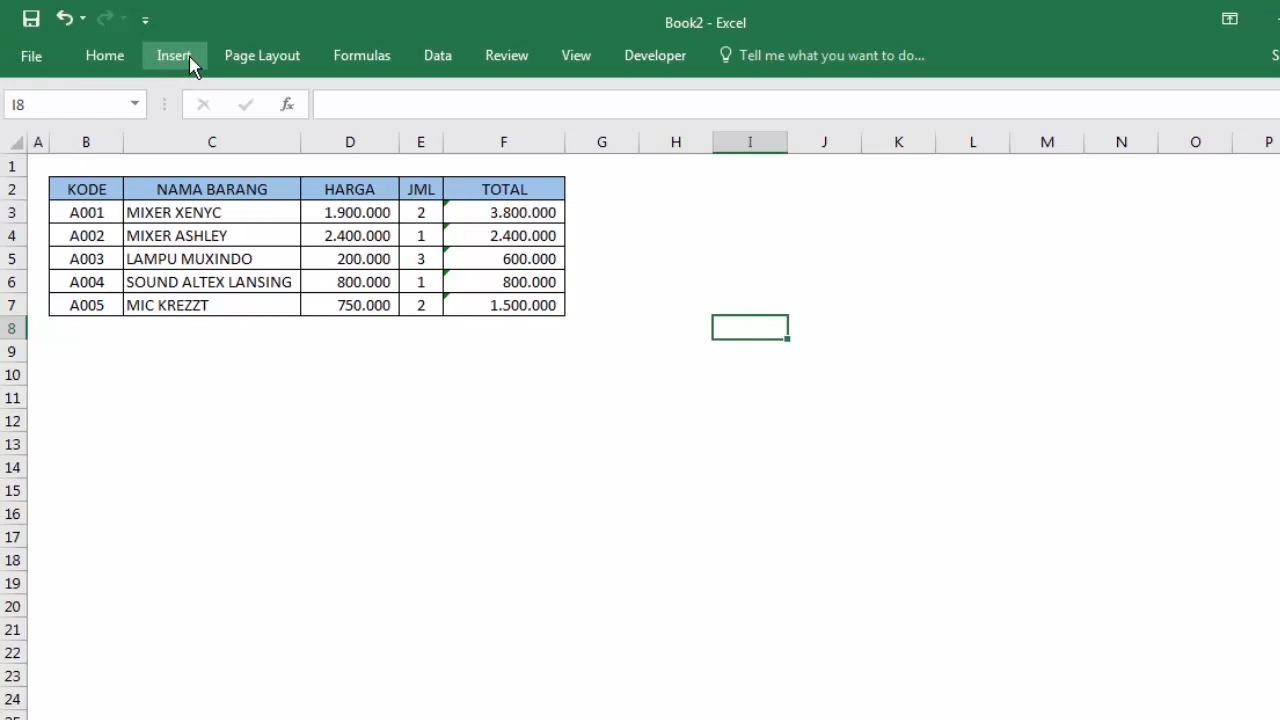 Book2 - Excel
File Home Insert Page Layout Formulas Data Review View Developer Tell me what you want to do...
I8 fx
A B C D E F G H I J K L M N O P
1
2 KODE NAMA BARANG HARGA JML TOTAL
3 A001 MIXER XENYC 1.900.000 2 3.800.000
4 A002 MIXER ASHLEY 2.400.000 1 2.400.000
5 A003 LAMPU MUXINDO 200.000 3 600.000
6 A004 SOUND ALTEX LANSING 800.000 1 800.000
7 A005 MIC KREZZT 750.000 2 1.500.000
8
9
10
11
12
13
14
15
16
17
18
19
20
21
22
23
24